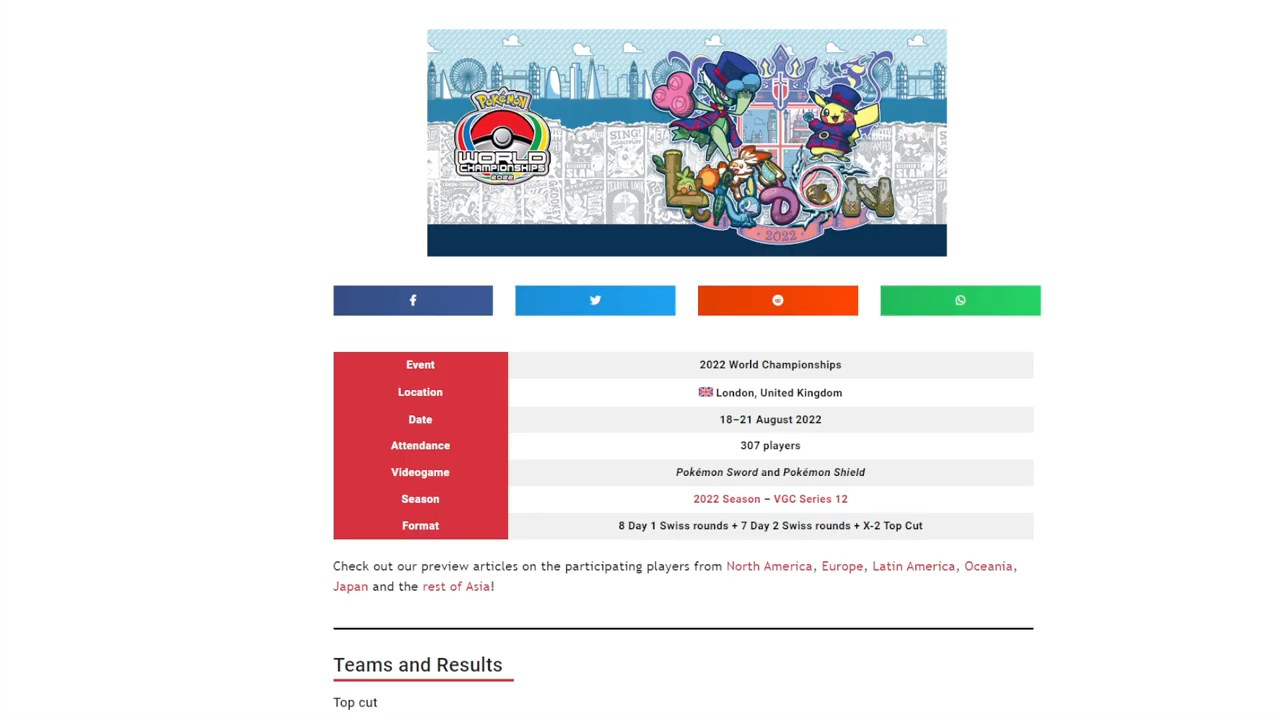 POKÉMON
WORLD
CHAMPIONSHIPS
2022
SING!
LONDON
2022
Event 2022 World Championships
Location London, United Kingdom
Date 18–21 August 2022
Attendance 307 players
Videogame Pokémon Sword and Pokémon Shield
Season 2022 Season – VGC Series 12
Format 8 Day 1 Swiss rounds + 7 Day 2 Swiss rounds + X-2 Top Cut
Check out our preview articles on the participating players from North America, Europe, Latin America, Oceania,
Japan and the rest of Asia!
Teams and Results
Top cut